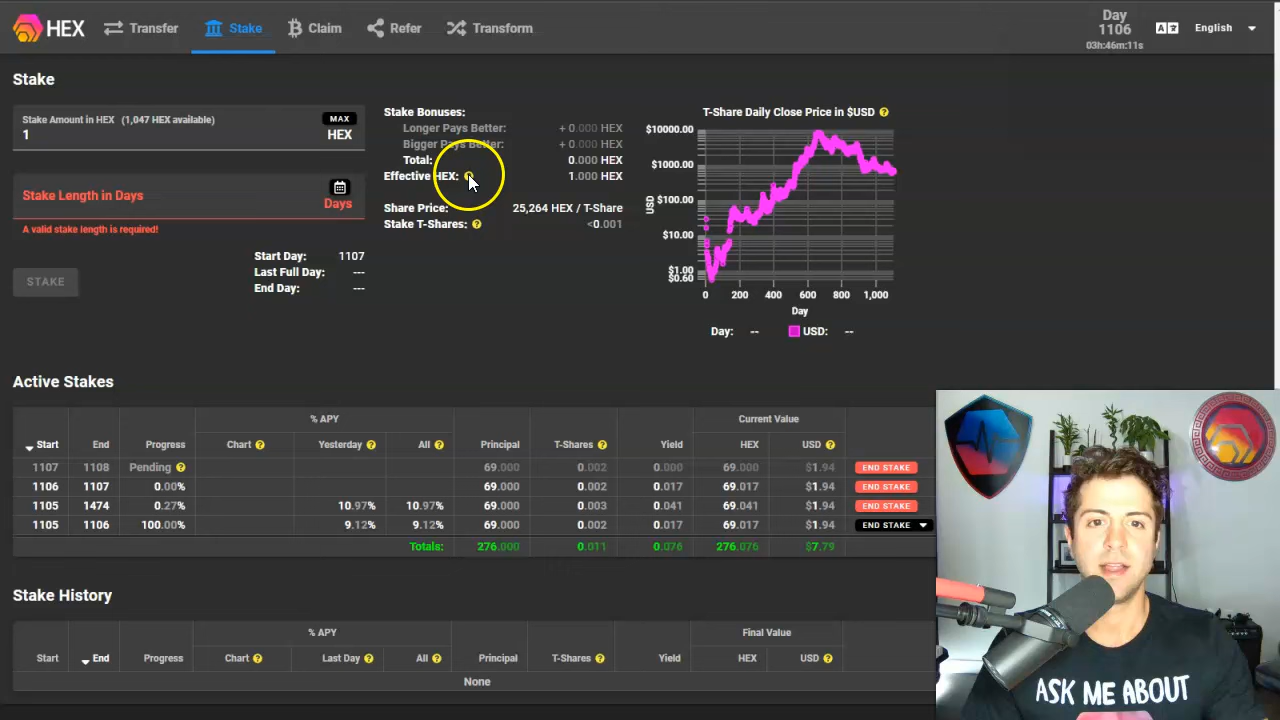 HEX Transfer Stake Claim Refer Transform Day 1106 03h:46m:11s English
Stake
Stake Amount in HEX (1,047 HEX available) MAX
1 HEX
Stake Length in Days Days
A valid stake length is required!
Start Day: 1107
Last Full Day: ---
End Day: ---
STAKE
Stake Bonuses:
Longer Pays Better: + 0.000 HEX
Bigger Pays Better: + 0.000 HEX
Total: 0.000 HEX
Effective HEX: ? 1.000 HEX
Share Price: 25,264 HEX / T-Share
Stake T-Shares: ? <0.001
T-Share Daily Close Price in $USD ?
$10000.00
$1000.00
$100.00
$10.00
$1.00
$0.60
USD
0 200 400 600 800 1,000
Day
Day: -- USD: --
Active Stakes
% APY Current Value
Start End Progress Chart ? Yesterday ? All ? Principal T-Shares ? Yield HEX USD ?
1107 1108 Pending ? 69.000 0.002 0.000 69.000 $1.94 END STAKE
1106 1107 0.00% 69.000 0.002 0.017 69.017 $1.94 END STAKE
1105 1474 0.27% 10.97% 10.97% 69.000 0.003 0.041 69.041 $1.94 END STAKE
1105 1106 100.00% 9.12% 9.12% 69.000 0.002 0.017 69.017 $1.94 END STAKE
Totals: 276.000 0.011 0.076 276.076 $7.79
Stake History
% APY Final Value
Start End Progress Chart ? Last Day ? All ? Principal T-Shares ? Yield HEX USD ?
None
ASK ME ABOUT